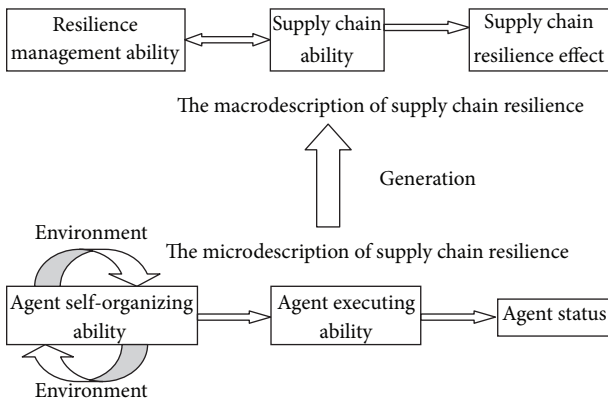 Resilience
management ability
Supply chain
ability
Supply chain
resilience effect
The macrodescription of supply chain resilience
Generation
Environment
The microdescription of supply chain resilience
Agent self-organizing
ability
Agent executing
ability
Agent status
Environment